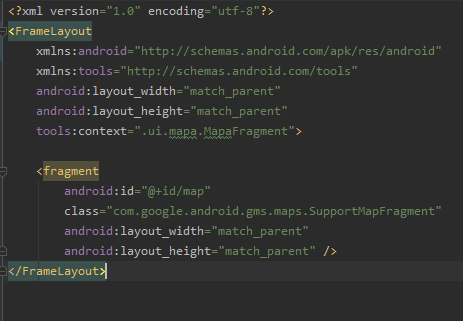 <?xml version="1.0" encoding="utf-8"?>
<FrameLayout
xmlns:android="http://schemas.android.com/apk/res/android"
xmlns:tools="http://schemas.android.com/tools"
android:layout_width="match_parent"
android:layout_height="match_parent"
tools:context=".ui.mapa.MapaFragment">
<fragment
android:id="@+id/map"
class="com.google.android.gms.maps.SupportMapFragment"
android:layout_width="match_parent"
android:layout_height="match_parent" />
</FrameLayout>